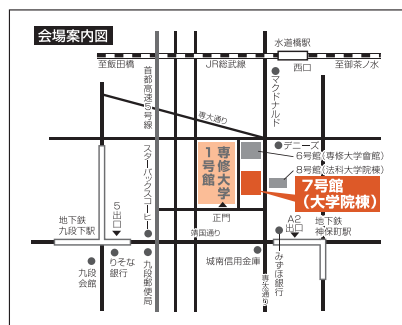 会場案内図
水道橋駅
至飯田橋
JR総武線
西口
至御茶ノ水
首都高速5号線
マクドナルド
専大通り
デニーズ
6号館(専修大学會館)
8号館(法科大学院棟)
専修大学
1号館
7号館
(大学院棟)
スターバックスコーヒー
正門
5
出口
A2
出口
地下鉄
九段下駅
地下鉄
神保町駅
靖国通り
りそな
銀行
九段
会館
九段郵便局
城南信用金庫
みずほ銀行
専大通り